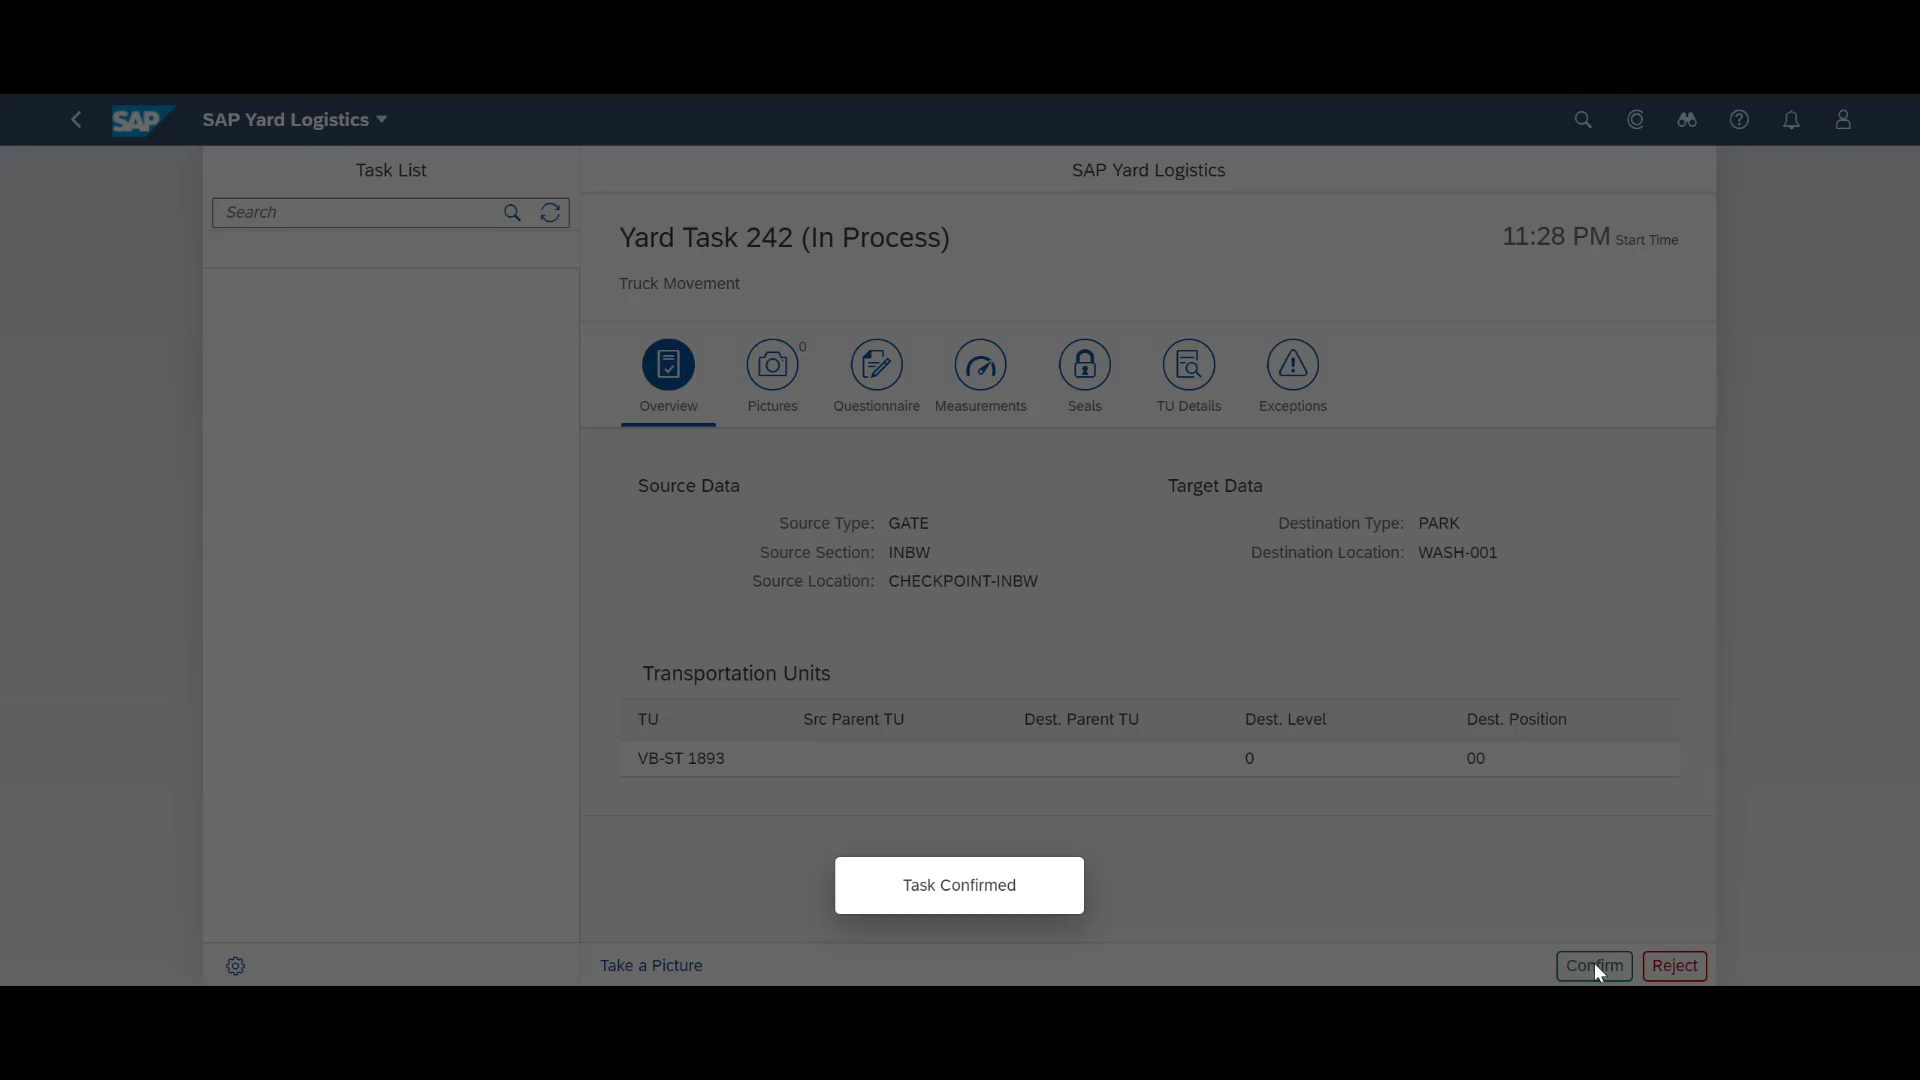 SAP SAP Yard Logistics
Task List
SAP Yard Logistics
Search
Yard Task 242 (In Process)
11:28 PM Start Time
Truck Movement
0
Overview
Pictures
Questionnaire
Measurements
Seals
TU Details
Exceptions
Source Data
Source Type: GATE
Source Section: INBW
Source Location: CHECKPOINT-INBW
Target Data
Destination Type: PARK
Destination Location: WASH-001
Transportation Units
TU Src Parent TU Dest. Parent TU Dest. Level Dest. Position
VB-ST 1893 0 00
Task Confirmed
Take a Picture
Confirm
Reject